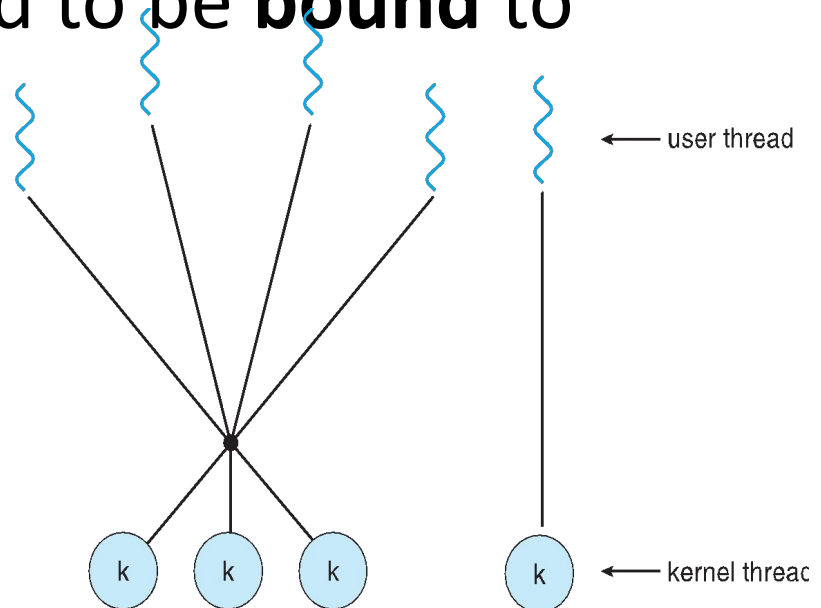 d to be bound to
user thread
k k k k
kernel threac